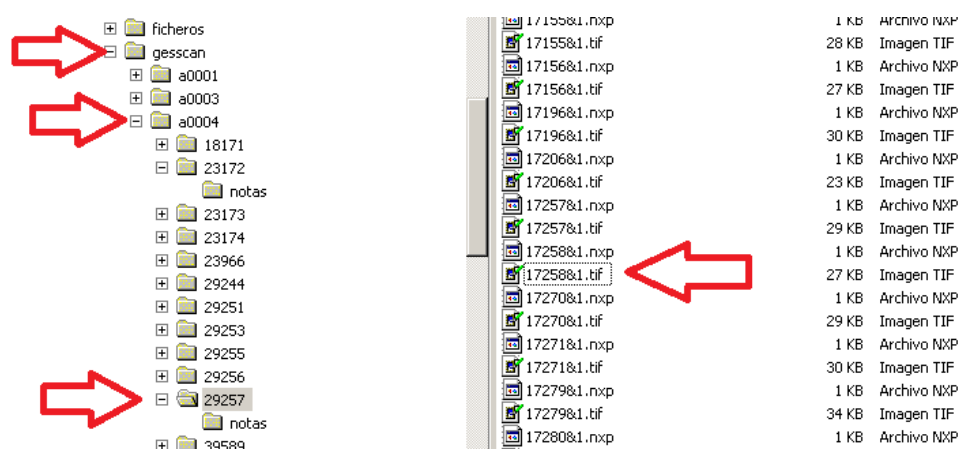 ficheros
gesscan
a0001
a0003
a0004
18171
23172
notas
23173
23174
23966
29244
29251
29253
29255
29256
29257
notas
39589
17155&1.nxp 1 KB Archivo NXP
17155&1.tif 28 KB Imagen TIF
17156&1.nxp 1 KB Archivo NXP
17156&1.tif 27 KB Imagen TIF
17196&1.nxp 1 KB Archivo NXP
17196&1.tif 30 KB Imagen TIF
17206&1.nxp 1 KB Archivo NXP
17206&1.tif 23 KB Imagen TIF
17257&1.nxp 1 KB Archivo NXP
17257&1.tif 29 KB Imagen TIF
17258&1.nxp 1 KB Archivo NXP
17258&1.tif 27 KB Imagen TIF
17270&1.nxp 1 KB Archivo NXP
17270&1.tif 29 KB Imagen TIF
17271&1.nxp 1 KB Archivo NXP
17271&1.tif 30 KB Imagen TIF
17279&1.nxp 1 KB Archivo NXP
17279&1.tif 34 KB Imagen TIF
17280&1.nxp 1 KB Archivo NXP